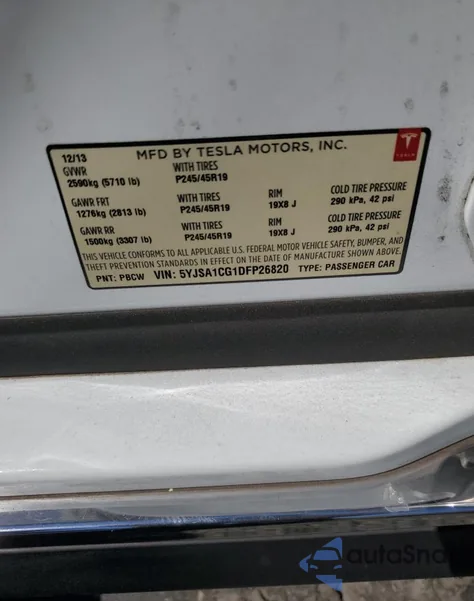 12/13 MFD BY TESLA MOTORS, INC.
TESLA
GVWR WITH TIRES
2590kg (5710 lb) P245/45R19
GAWR FRT WITH TIRES RIM COLD TIRE PRESSURE
1276kg (2813 lb) P245/45R19 19X8 J 290 kPa, 42 psi
GAWR RR WITH TIRES RIM COLD TIRE PRESSURE
1500kg (3307 lb) P245/45R19 19X8 J 290 kPa, 42 psi
THIS VEHICLE CONFORMS TO ALL APPLICABLE U.S. FEDERAL MOTOR VEHICLE SAFETY, BUMPER, AND
THEFT PREVENTION STANDARDS IN EFFECT ON THE DATE OF MANUFACTURE SHOWN ABOVE.
PNT: PBCW VIN: 5YJSA1CG1DFP26820 TYPE: PASSENGER CAR
autoSnap